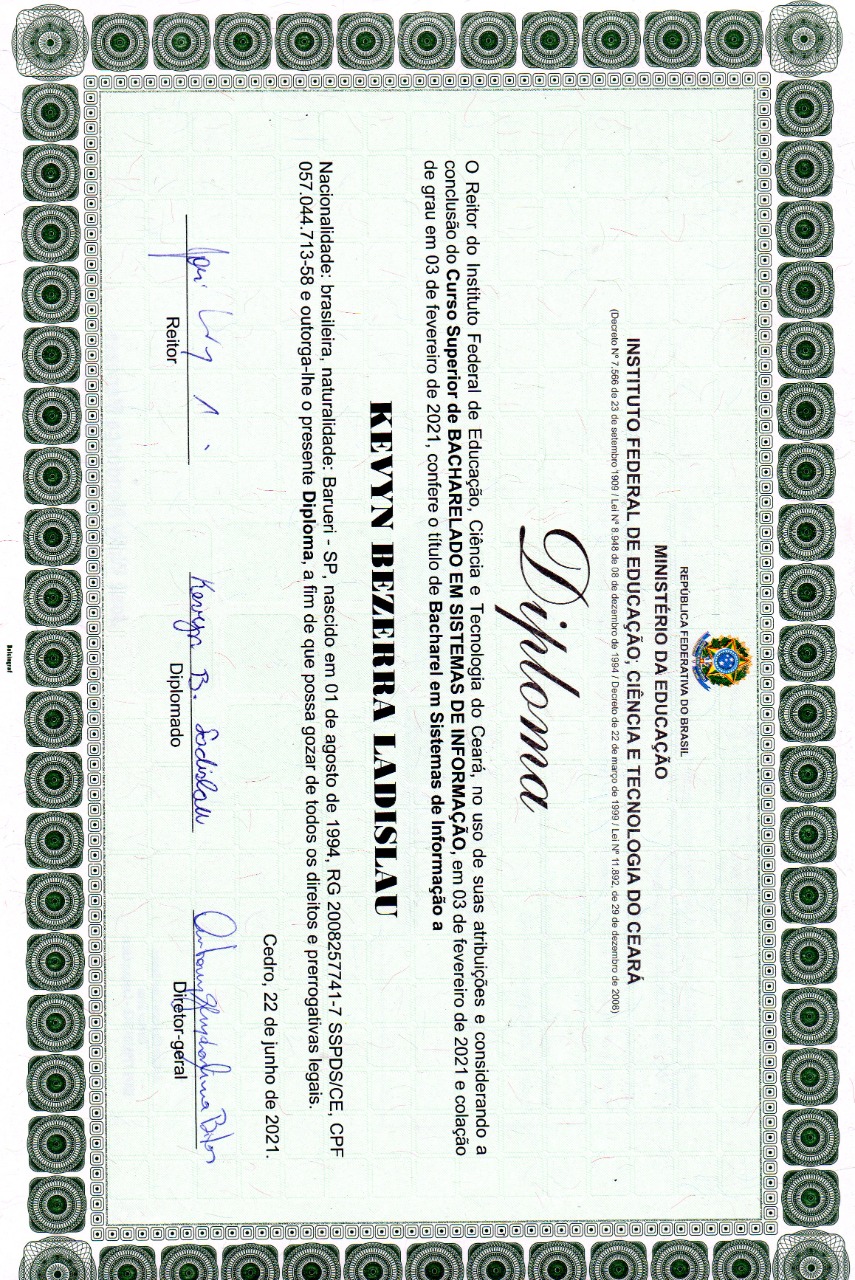 REPÚBLICA FEDERATIVA DO BRASIL
MINISTÉRIO DA EDUCAÇÃO
INSTITUTO FEDERAL DE EDUCAÇÃO, CIÊNCIA E TECNOLOGIA DO CEARÁ
(Decreto Nº 7.566 de 23 de setembro 1909 / Lei Nº 8.948 de 08 de dezembro de 1994 / Decreto de 22 de março de 1999 / Lei Nº 11.892, de 29 de dezembro de 2008)
Diploma
O Reitor do Instituto Federal de Educação, Ciência e Tecnologia do Ceará, no uso de suas atribuições e considerando a
conclusão do Curso Superior de BACHARELADO EM SISTEMAS DE INFORMAÇÃO, em 03 de fevereiro de 2021 e colação
de grau em 03 de fevereiro de 2021, confere o título de Bacharel em Sistemas de Informação a
KEVYN BEZERRA LADISLAU
Nacionalidade: brasileira, naturalidade: Barueri - SP, nascido em 01 de agosto de 1994, RG 2008257741-7 SSPDS/CE, CPF
057.044.713-58 e outorga-lhe o presente Diploma, a fim de que possa gozar de todos os direitos e prerrogativas legais.
Cedro, 22 de junho de 2021.
Kevyn B. Ladislau
Reitor
Diplomado
Diretor-geral